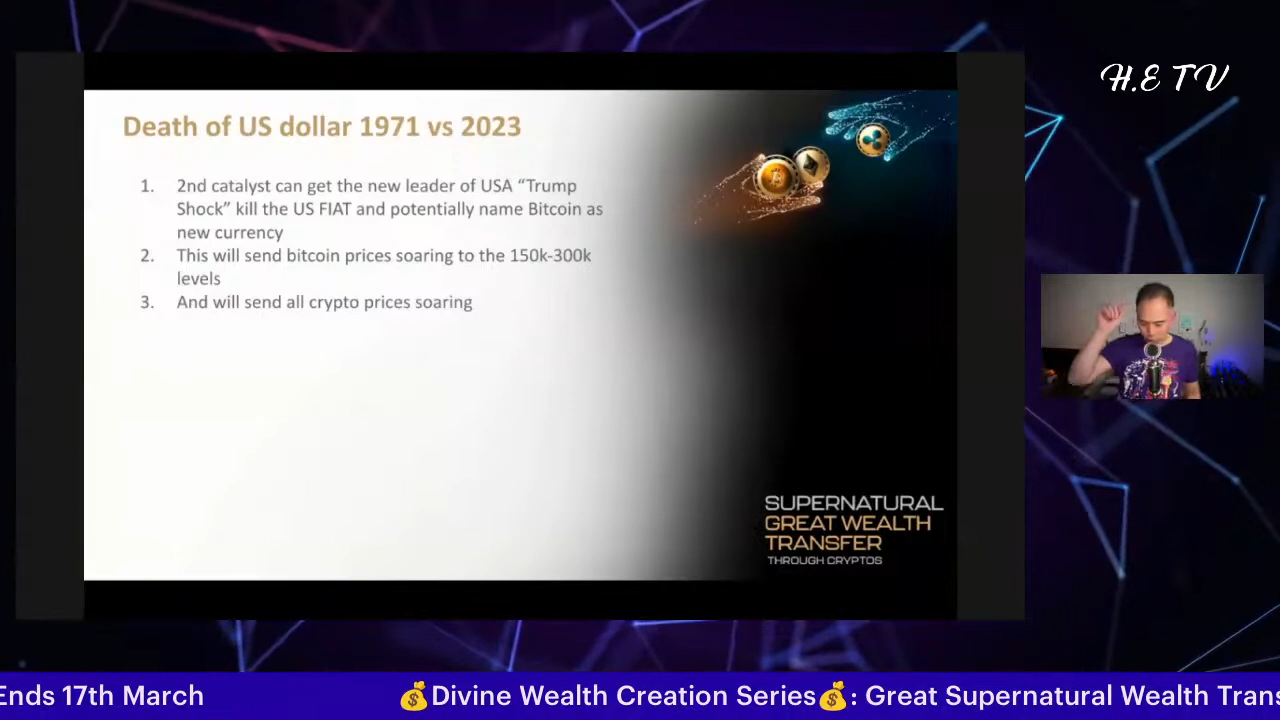 H.E TV
Death of US dollar 1971 vs 2023
1. 2nd catalyst can get the new leader of USA “Trump
Shock” kill the US FIAT and potentially name Bitcoin as
new currency
2. This will send bitcoin prices soaring to the 150k-300k
levels
3. And will send all crypto prices soaring
SUPERNATURAL
GREAT WEALTH
TRANSFER
THROUGH CRYPTOS
Ends 17th March 💰Divine Wealth Creation Series💰: Great Supernatural Wealth Trans